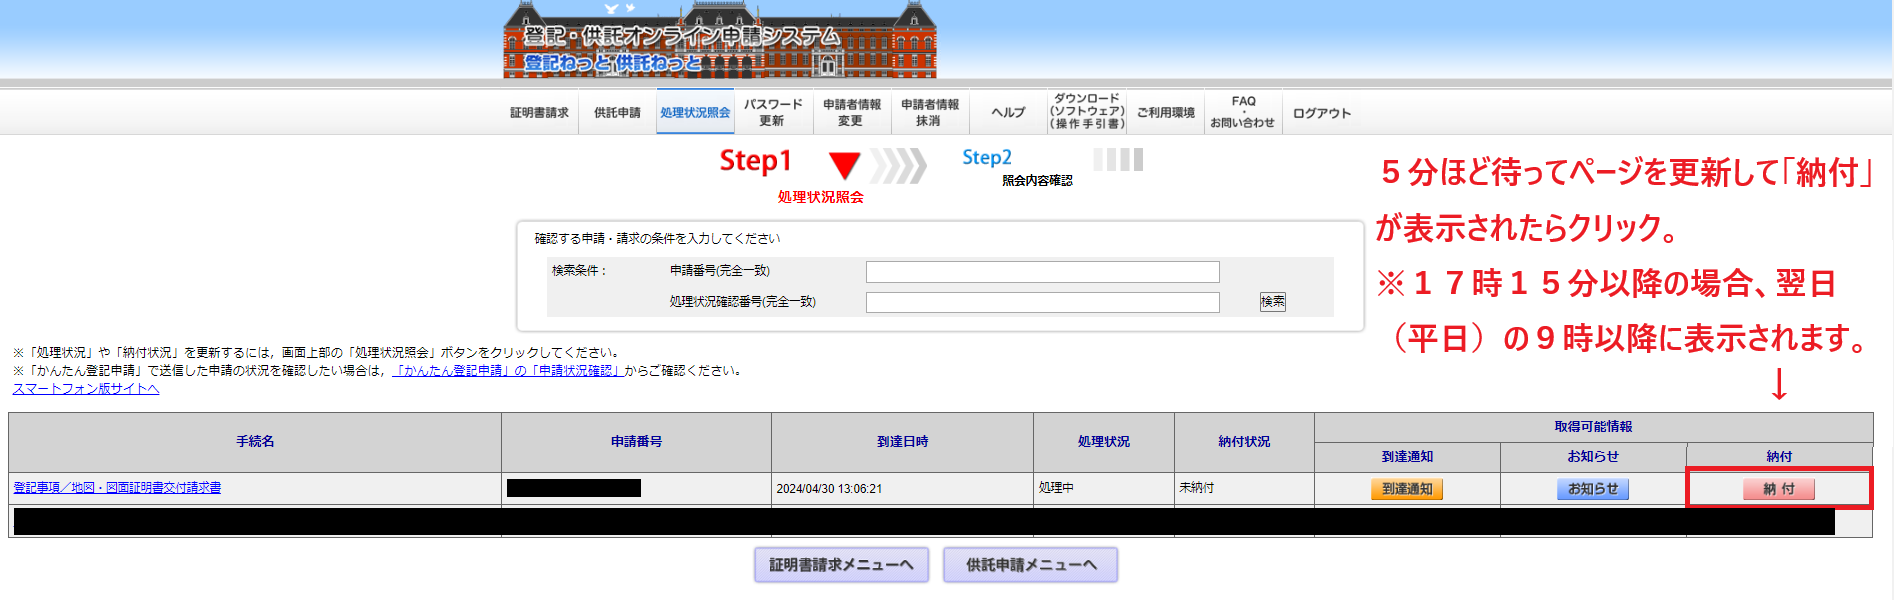 登記・供託オンライン申請システム
登記ねっと 供託ねっと
証明書請求
供託申請
処理状況照会
パスワード
更新
申請者情報
変更
申請者情報
抹消
ヘルプ
ダウンロード
(ソフトウェア)
(操作手引書)
ご利用環境
FAQ
・
お問い合わせ
ログアウト
Step1
処理状況照会
Step2
照会内容確認
5分ほど待ってページを更新して「納付」
が表示されたらクリック。
※17時15分以降の場合、翌日
（平日）の9時以降に表示されます。
↓
確認する申請・請求の条件を入力してください
検索条件：
申請番号(完全一致)
処理状況確認番号(完全一致)
検索
※「処理状況」や「納付状況」を更新するには，画面上部の「処理状況照会」ボタンをクリックしてください。
※「かんたん登記申請」で送信した申請の状況を確認したい場合は，「かんたん登記申請」の「申請状況確認」からご確認ください。
スマートフォン版サイトへ
手続名
申請番号
到達日時
処理状況
納付状況
取得可能情報
到達通知
お知らせ
納付
登記事項／地図・図面証明書交付請求書
2024/04/30 13:06:21
処理中
未納付
到達通知
お知らせ
納 付
証明書請求メニューへ
供託申請メニューへ